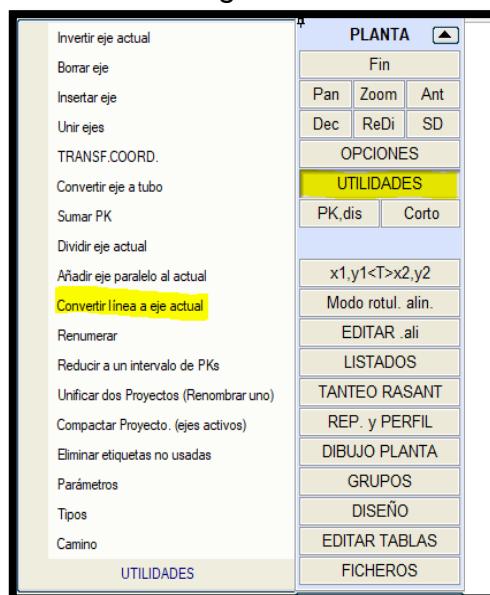 Invertir eje actual
Borrar eje
Insertar eje
Unir ejes
TRANSF.COORD.
Convertir eje a tubo
Sumar PK
Dividir eje actual
Añadir eje paralelo al actual
Convertir línea a eje actual
Renumerar
Reducir a un intervalo de PKs
Unificar dos Proyectos (Renombrar uno)
Compactar Proyecto. (ejes activos)
Eliminar etiquetas no usadas
Parámetros
Tipos
Camino
UTILIDADES
PLANTA
Fin
Pan Zoom Ant
Dec ReDi SD
OPCIONES
UTILIDADES
PK,dis Corto
x1,y1<T>x2,y2
Modo rotul. alin.
EDITAR .ali
LISTADOS
TANTEO RASANT
REP. y PERFIL
DIBUJO PLANTA
GRUPOS
DISEÑO
EDITAR TABLAS
FICHEROS